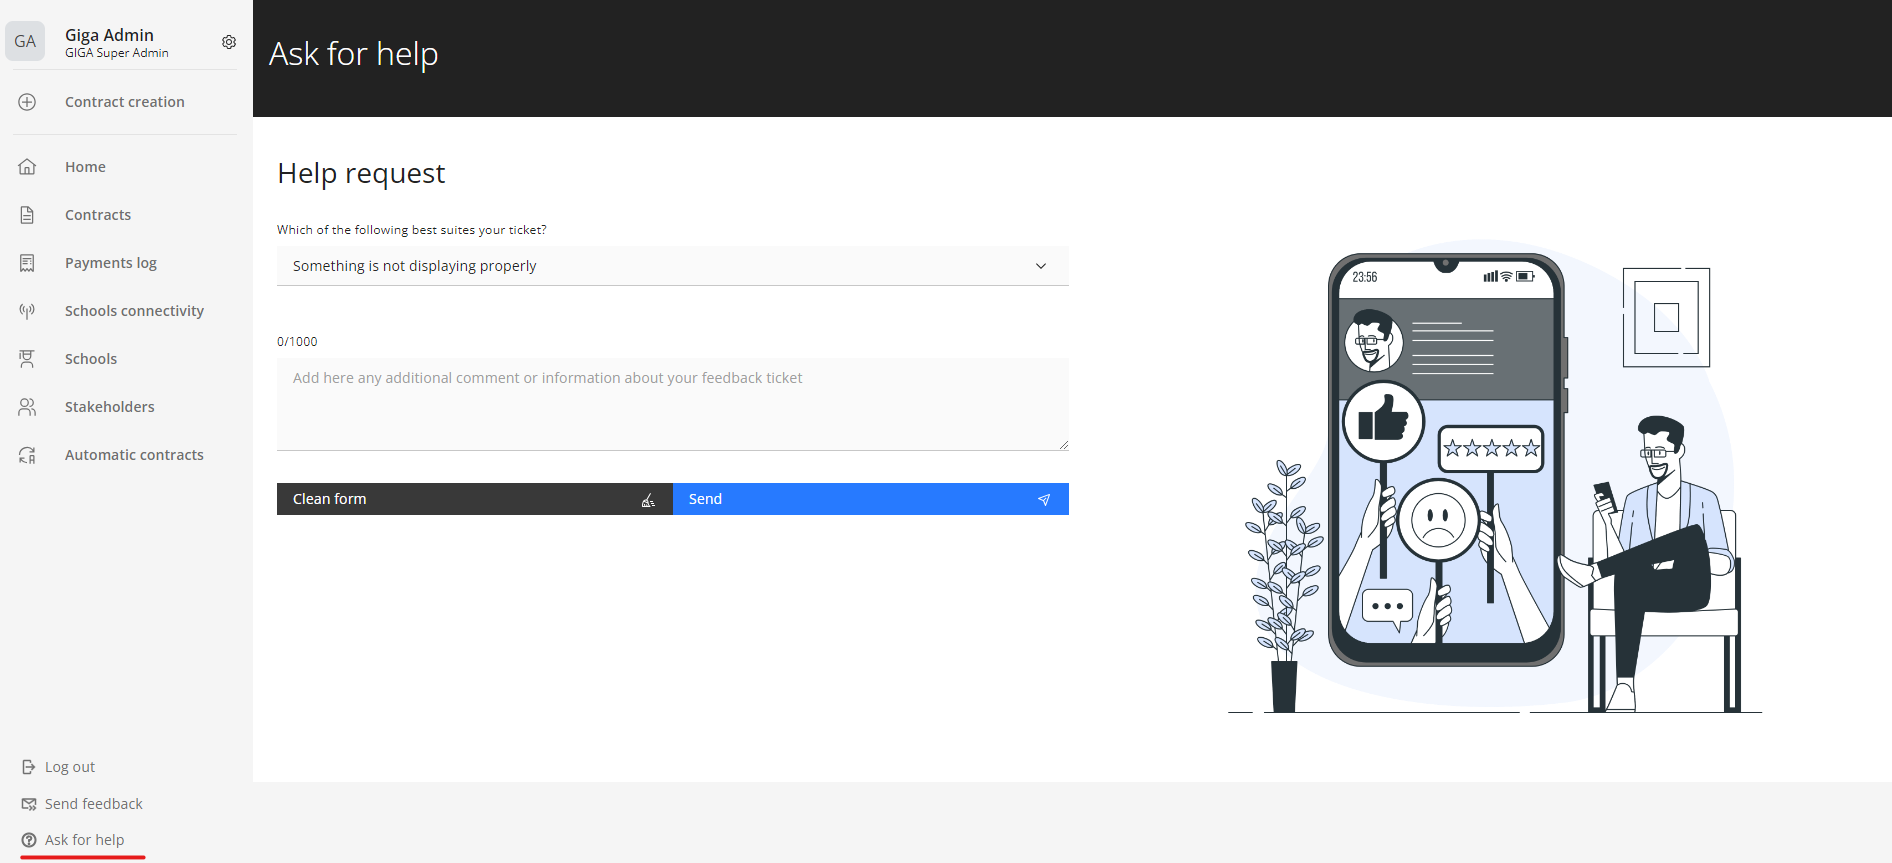 GA
Giga Admin
GIGA Super Admin
Contract creation
Home
Contracts
Payments log
Schools connectivity
Schools
Stakeholders
Automatic contracts
Log out
Send feedback
Ask for help
Ask for help
Help request
Which of the following best suites your ticket?
Something is not displaying properly
0/1000
Add here any additional comment or information about your feedback ticket
Clean form
Send
23:56